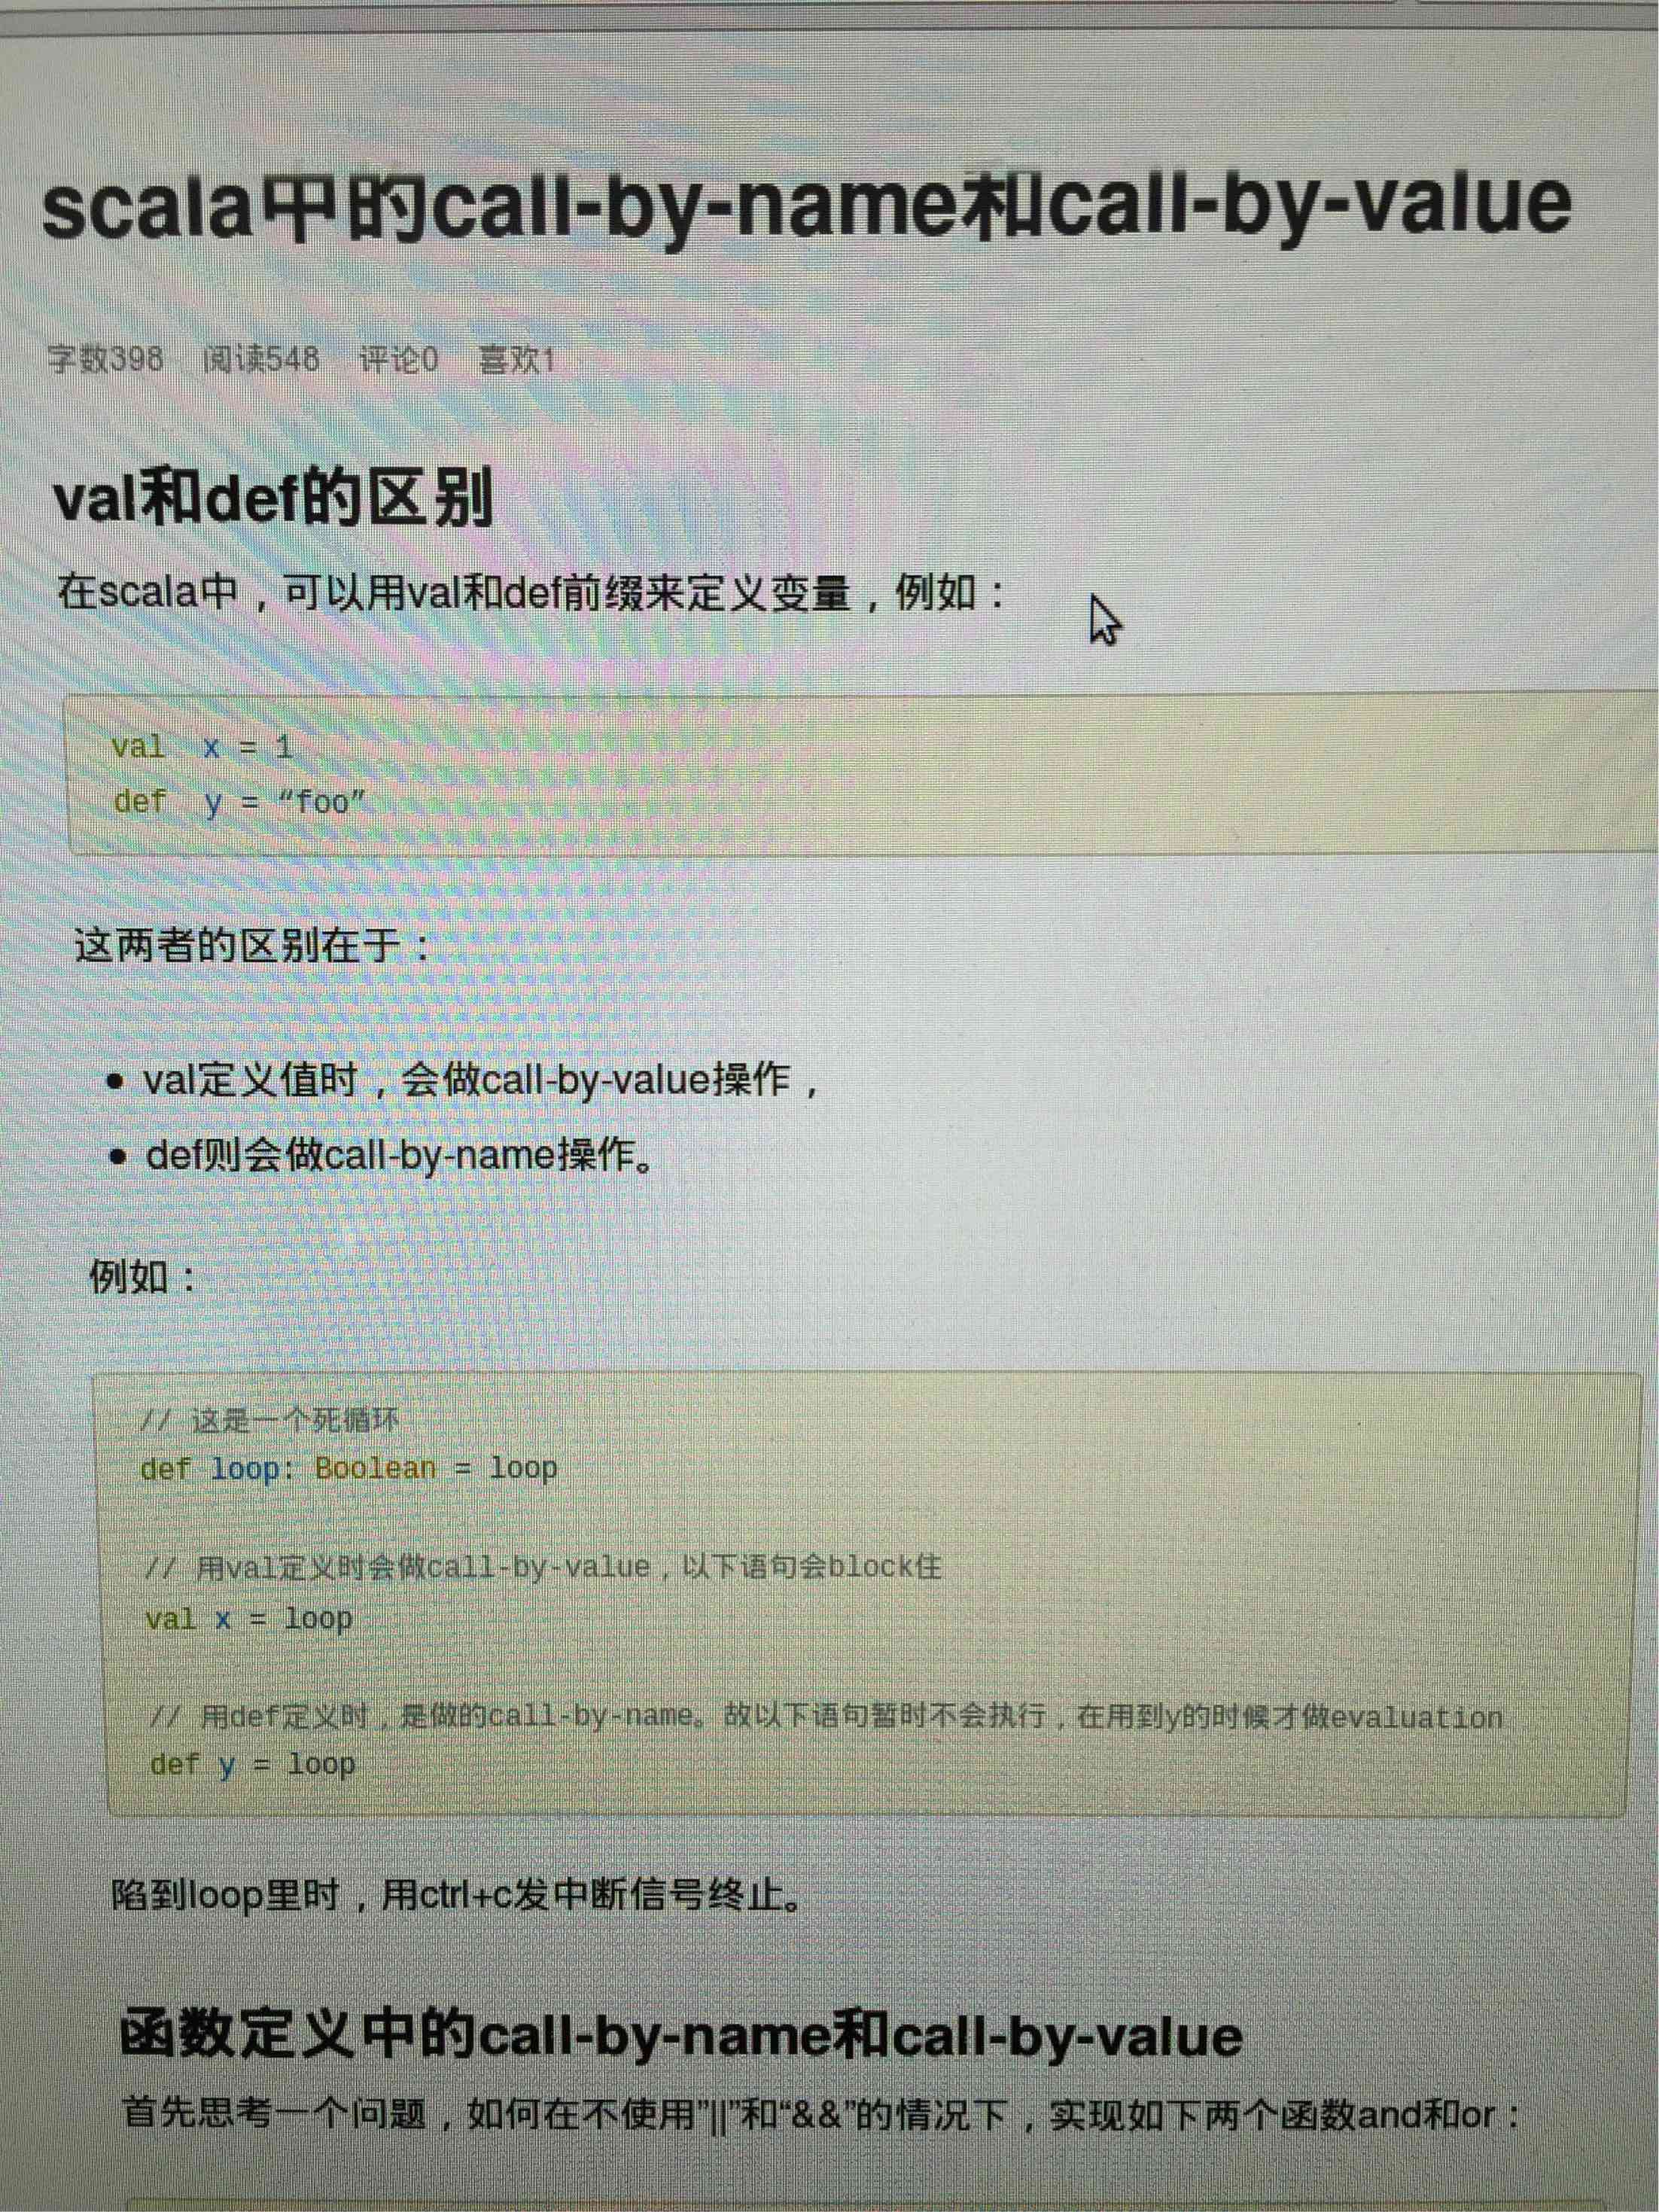 scala中的call-by-name和call-by-value
字数398 阅读548 评论0 喜欢1
val和def的区别
在scala中，可以用val和def前缀来定义变量，例如：
val  x = 1
def  y = “foo”
这两者的区别在于：
• val定义值时，会做call-by-value操作，
• def则会做call-by-name操作。
例如：
// 这是一个死循环
def loop: Boolean = loop
// 用val定义时会做call-by-value，以下语句会block住
val x = loop
// 用def定义时，是做的call-by-name。故以下语句暂时不会执行，在用到y的时候才做evaluation
def y = loop
陷到loop里时，用ctrl+c发中断信号终止。
函数定义中的call-by-name和call-by-value
首先思考一个问题，如何在不使用”||”和“&&”的情况下，实现如下两个函数and和or：